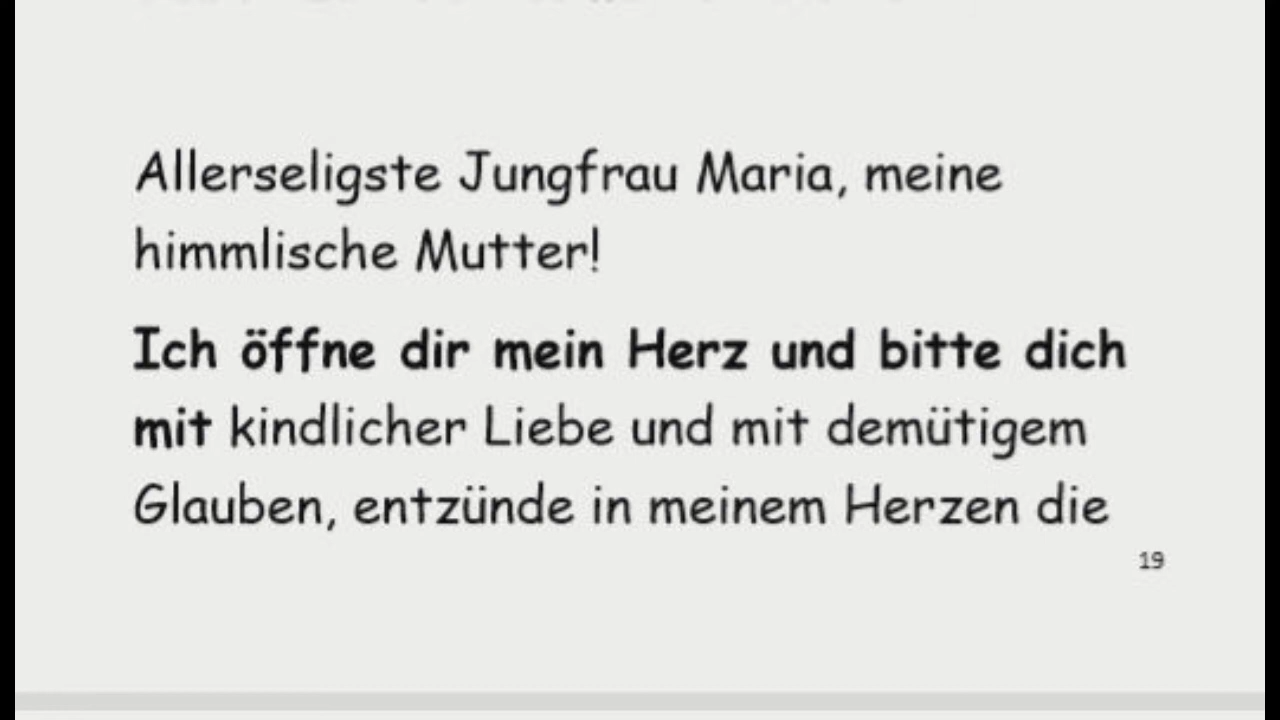 Allerseligste Jungfrau Maria, meine
himmlische Mutter!
Ich öffne dir mein Herz und bitte dich
mit kindlicher Liebe und mit demütigem
Glauben, entzünde in meinem Herzen die
19